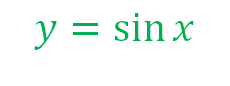 y = sin x